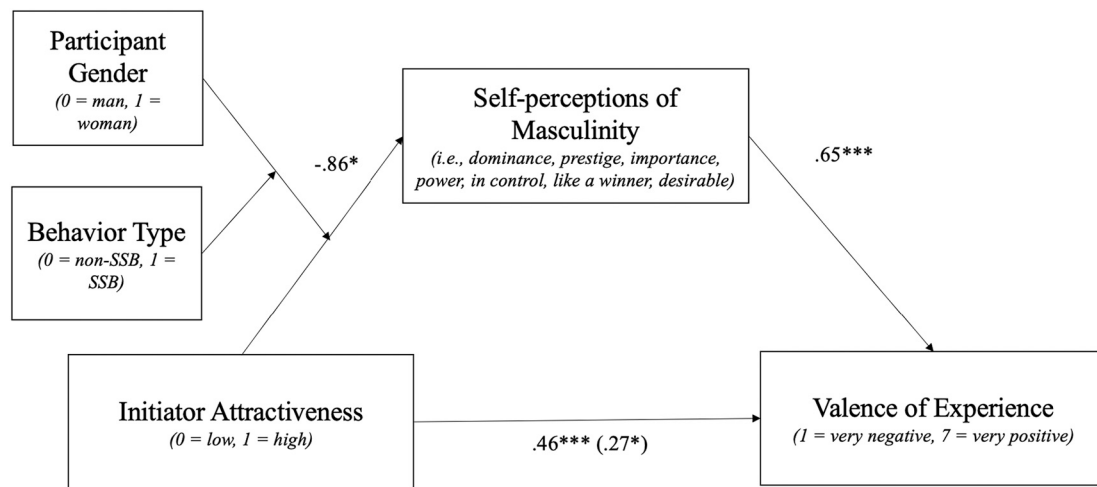 Participant
Gender
(0 = man, 1 =
woman)
Behavior Type
(0 = non-SSB, 1 =
SSB)
-.86*
Self-perceptions of
Masculinity
(i.e., dominance, prestige, importance,
power, in control, like a winner, desirable)
.65***
Initiator Attractiveness
(0 = low, 1 = high)
.46*** (.27*)
Valence of Experience
(1 = very negative, 7 = very positive)